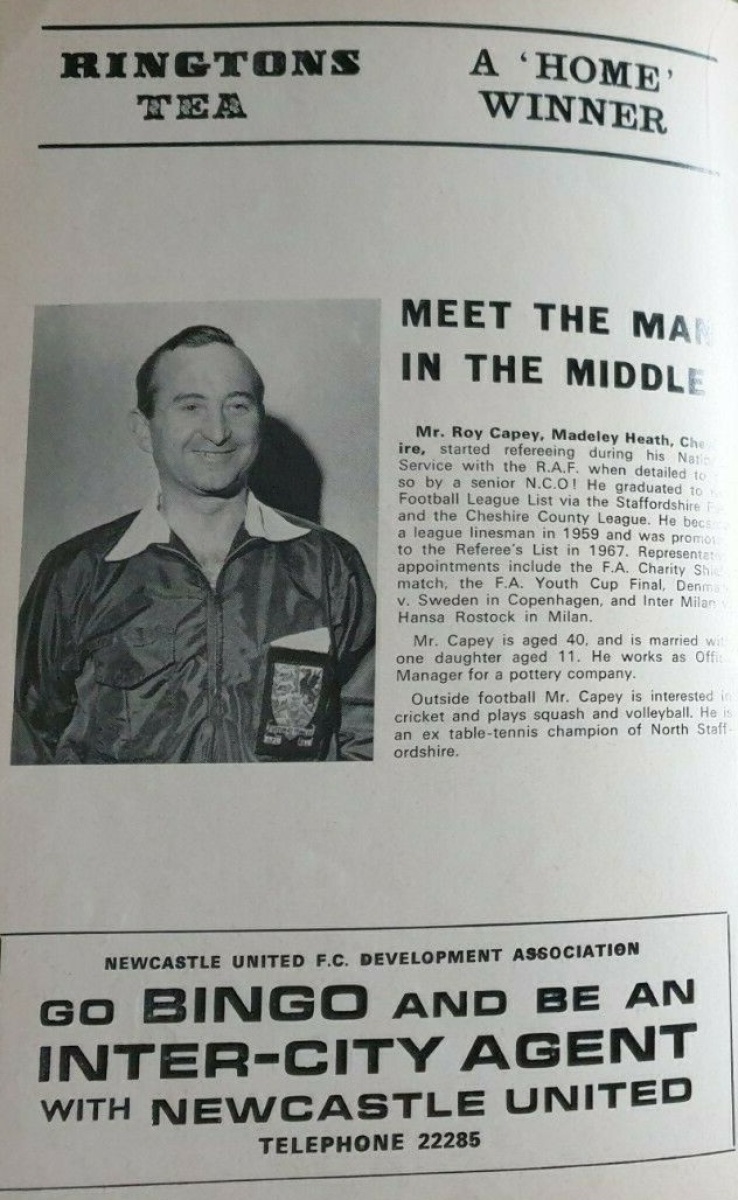 RINGTONS
TEA
A 'HOME'
WINNER
MEET THE MAN
IN THE MIDDLE
Mr. Roy Capey, Madeley Heath, Che
ire, started refereeing during his Natio
Service with the R.A.F. when detailed to
so by a senior N.C.O! He graduated to
Football League List via the Staffordshire
and the Cheshire County League. He beca
a league linesman in 1959 and was promo
to the Referee's List in 1967. Representat
appointments include the F.A. Charity Shie
match, the F.A. Youth Cup Final, Denma
v. Sweden in Copenhagen, and Inter Milan
Hansa Rostock in Milan.
Mr. Capey is aged 40, and is married wi
one daughter aged 11. He works as Offi
Manager for a pottery company.
Outside football Mr. Capey is interested in
cricket and plays squash and volleyball. He is
an ex table-tennis champion of North Staff-
ordshire.
NEWCASTLE UNITED F.C. DEVELOPMENT ASSOCIATION
GO BINGO AND BE AN
INTER-CITY AGENT
WITH NEWCASTLE UNITED
TELEPHONE 22285